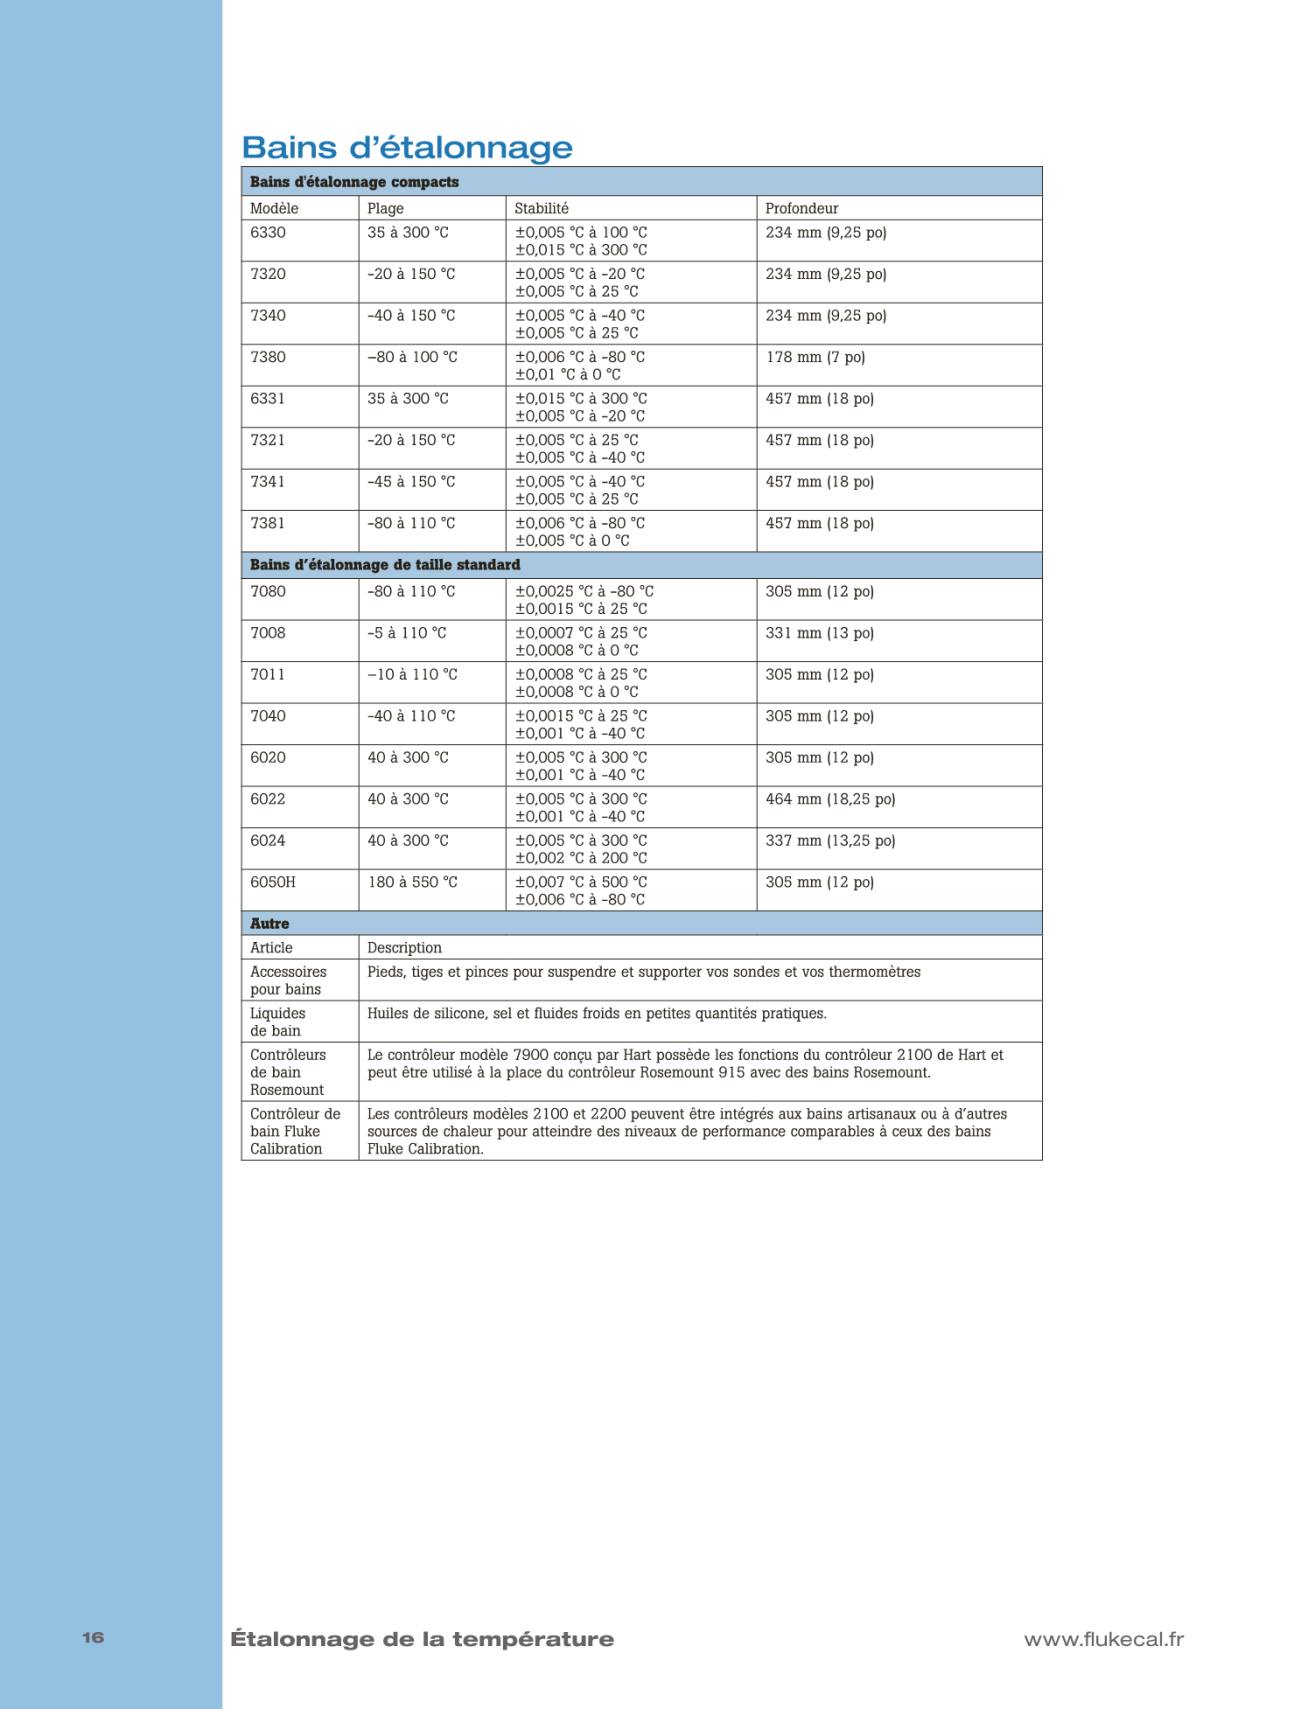 Bains d’étalonnage
Bains d'étalonnage compacts
Modèle Plage Stabilité Profondeur
6330 35 à 300 °C ±0,005 °C à 100 °C 234 mm (9,25 po)
±0,015 °C à 300 °C
7320 –20 à 150 °C ±0,005 °C à –20 °C 234 mm (9,25 po)
±0,005 °C à 25 °C
7340 –40 à 150 °C ±0,005 °C à –40 °C 234 mm (9,25 po)
±0,005 °C à 25 °C
7380 −80 à 100 °C ±0,006 °C à –80 °C 178 mm (7 po)
±0,01 °C à 0 °C
6331 35 à 300 °C ±0,015 °C à 300 °C 457 mm (18 po)
±0,005 °C à –20 °C
7321 –20 à 150 °C ±0,005 °C à 25 °C 457 mm (18 po)
±0,005 °C à –40 °C
7341 –45 à 150 °C ±0,005 °C à –40 °C 457 mm (18 po)
±0,005 °C à 25 °C
7381 –80 à 110 °C ±0,006 °C à –80 °C 457 mm (18 po)
±0,005 °C à 0 °C
Bains d’étalonnage de taille standard
7080 –80 à 110 °C ±0,0025 °C à –80 °C 305 mm (12 po)
±0,0015 °C à 25 °C
7008 –5 à 110 °C ±0,0007 °C à 25 °C 331 mm (13 po)
±0,0008 °C à 0 °C
7011 −10 à 110 °C ±0,0008 °C à 25 °C 305 mm (12 po)
±0,0008 °C à 0 °C
7040 –40 à 110 °C ±0,0015 °C à 25 °C 305 mm (12 po)
±0,001 °C à –40 °C
6020 40 à 300 °C ±0,005 °C à 300 °C 305 mm (12 po)
±0,001 °C à –40 °C
6022 40 à 300 °C ±0,005 °C à 300 °C 464 mm (18,25 po)
±0,001 °C à –40 °C
6024 40 à 300 °C ±0,005 °C à 300 °C 337 mm (13,25 po)
±0,002 °C à 200 °C
6050H 180 à 550 °C ±0,007 °C à 500 °C 305 mm (12 po)
±0,006 °C à –80 °C
Autre
Article Description
Accessoires Pieds, tiges et pinces pour suspendre et supporter vos sondes et vos thermomètres
pour bains
Liquides Huiles de silicone, sel et fluides froids en petites quantités pratiques.
de bain
Contrôleurs Le contrôleur modèle 7900 conçu par Hart possède les fonctions du contrôleur 2100 de Hart et
de bain peut être utilisé à la place du contrôleur Rosemount 915 avec des bains Rosemount.
Rosemount
Contrôleur de Les contrôleurs modèles 2100 et 2200 peuvent être intégrés aux bains artisanaux ou à d’autres
bain Fluke sources de chaleur pour atteindre des niveaux de performance comparables à ceux des bains
Calibration Fluke Calibration.
16 Étalonnage de la température www.flukecal.fr